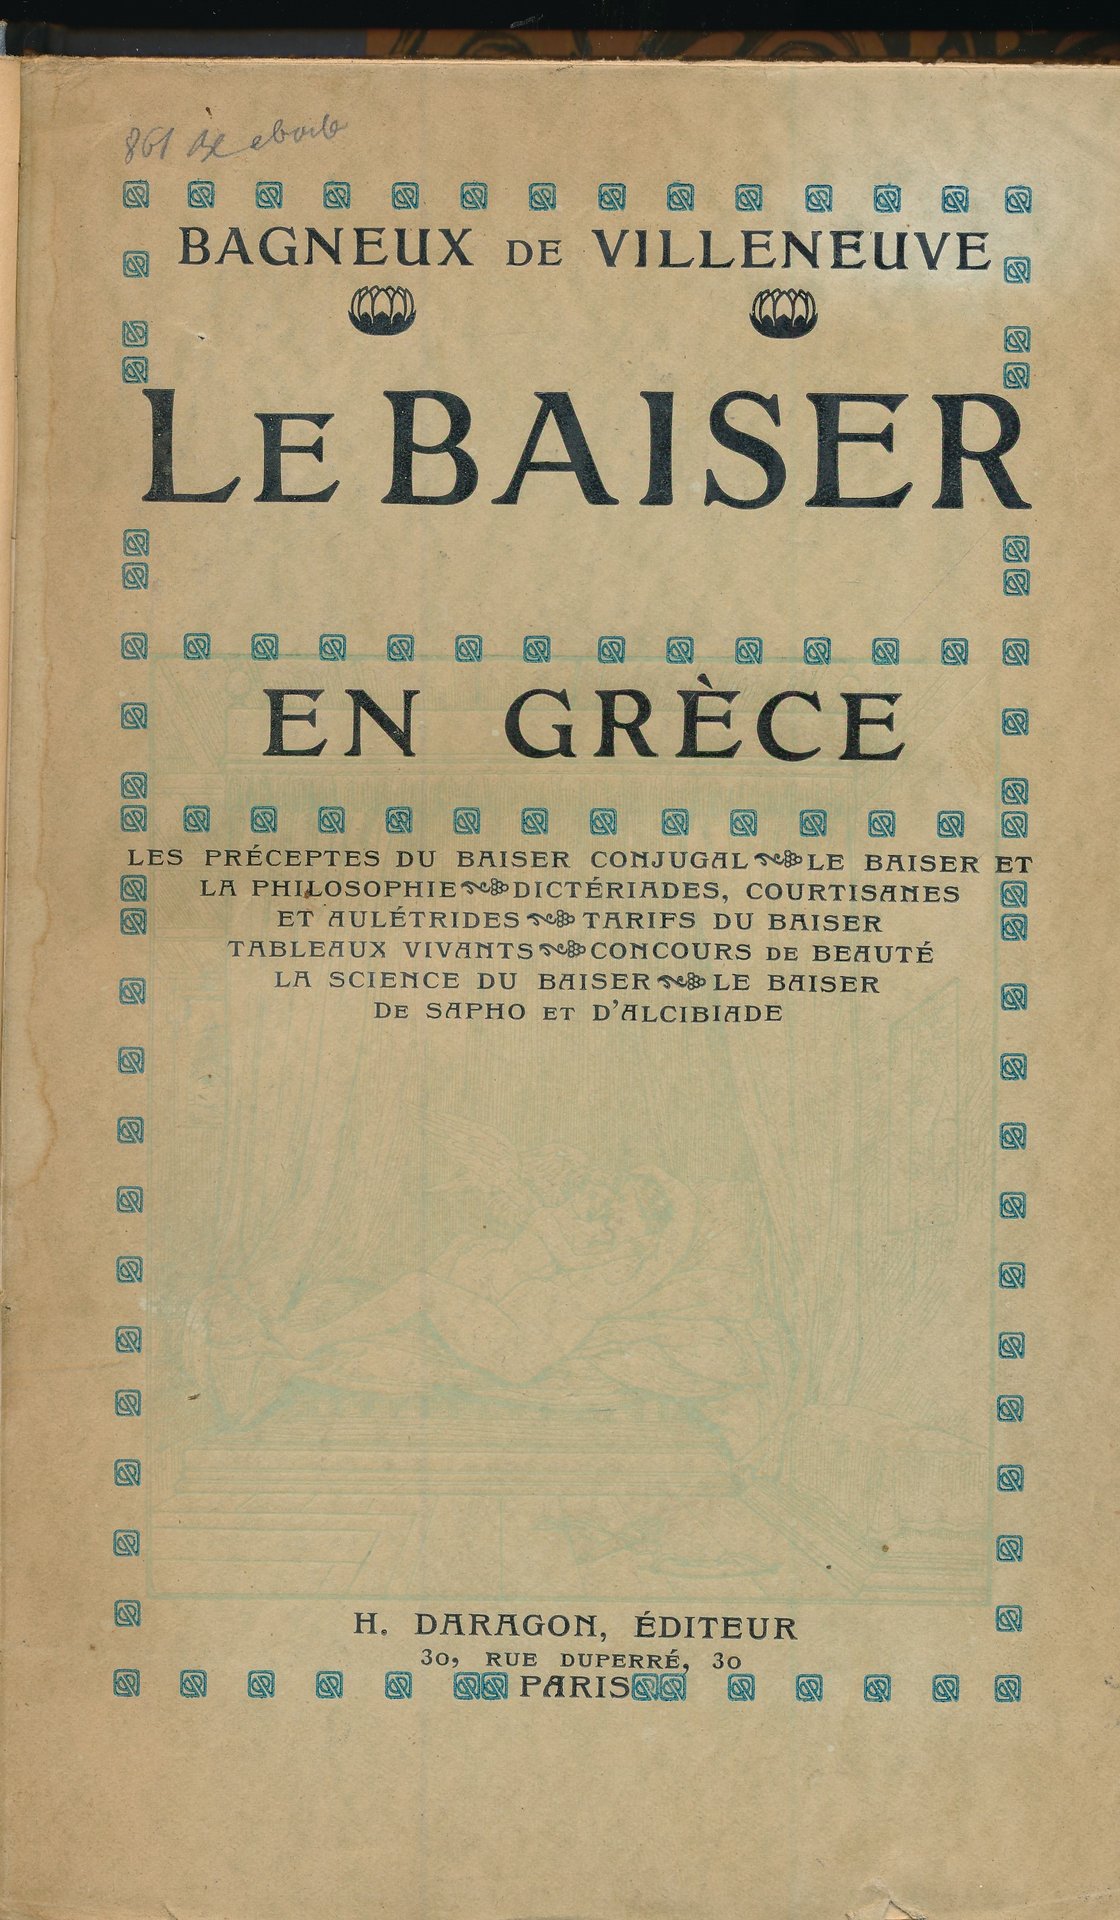 861
BAGNEUX DE VILLENEUVE
LE BAISER
EN GRÈCE
LES PRÉCEPTES DU BAISER CONJUGAL LE BAISER ET
LA PHILOSOPHIE DICTÉRIADES, COURTISANES
ET AULÉTRIDES TARIFS DU BAISER
TABLEAUX VIVANTS CONCOURS DE BEAUTÉ
LA SCIENCE DU BAISER LE BAISER
DE SAPHO ET D'ALCIBIADE
H. DARAGON, ÉDITEUR
30, RUE DUPERRÉ, 30
PARIS